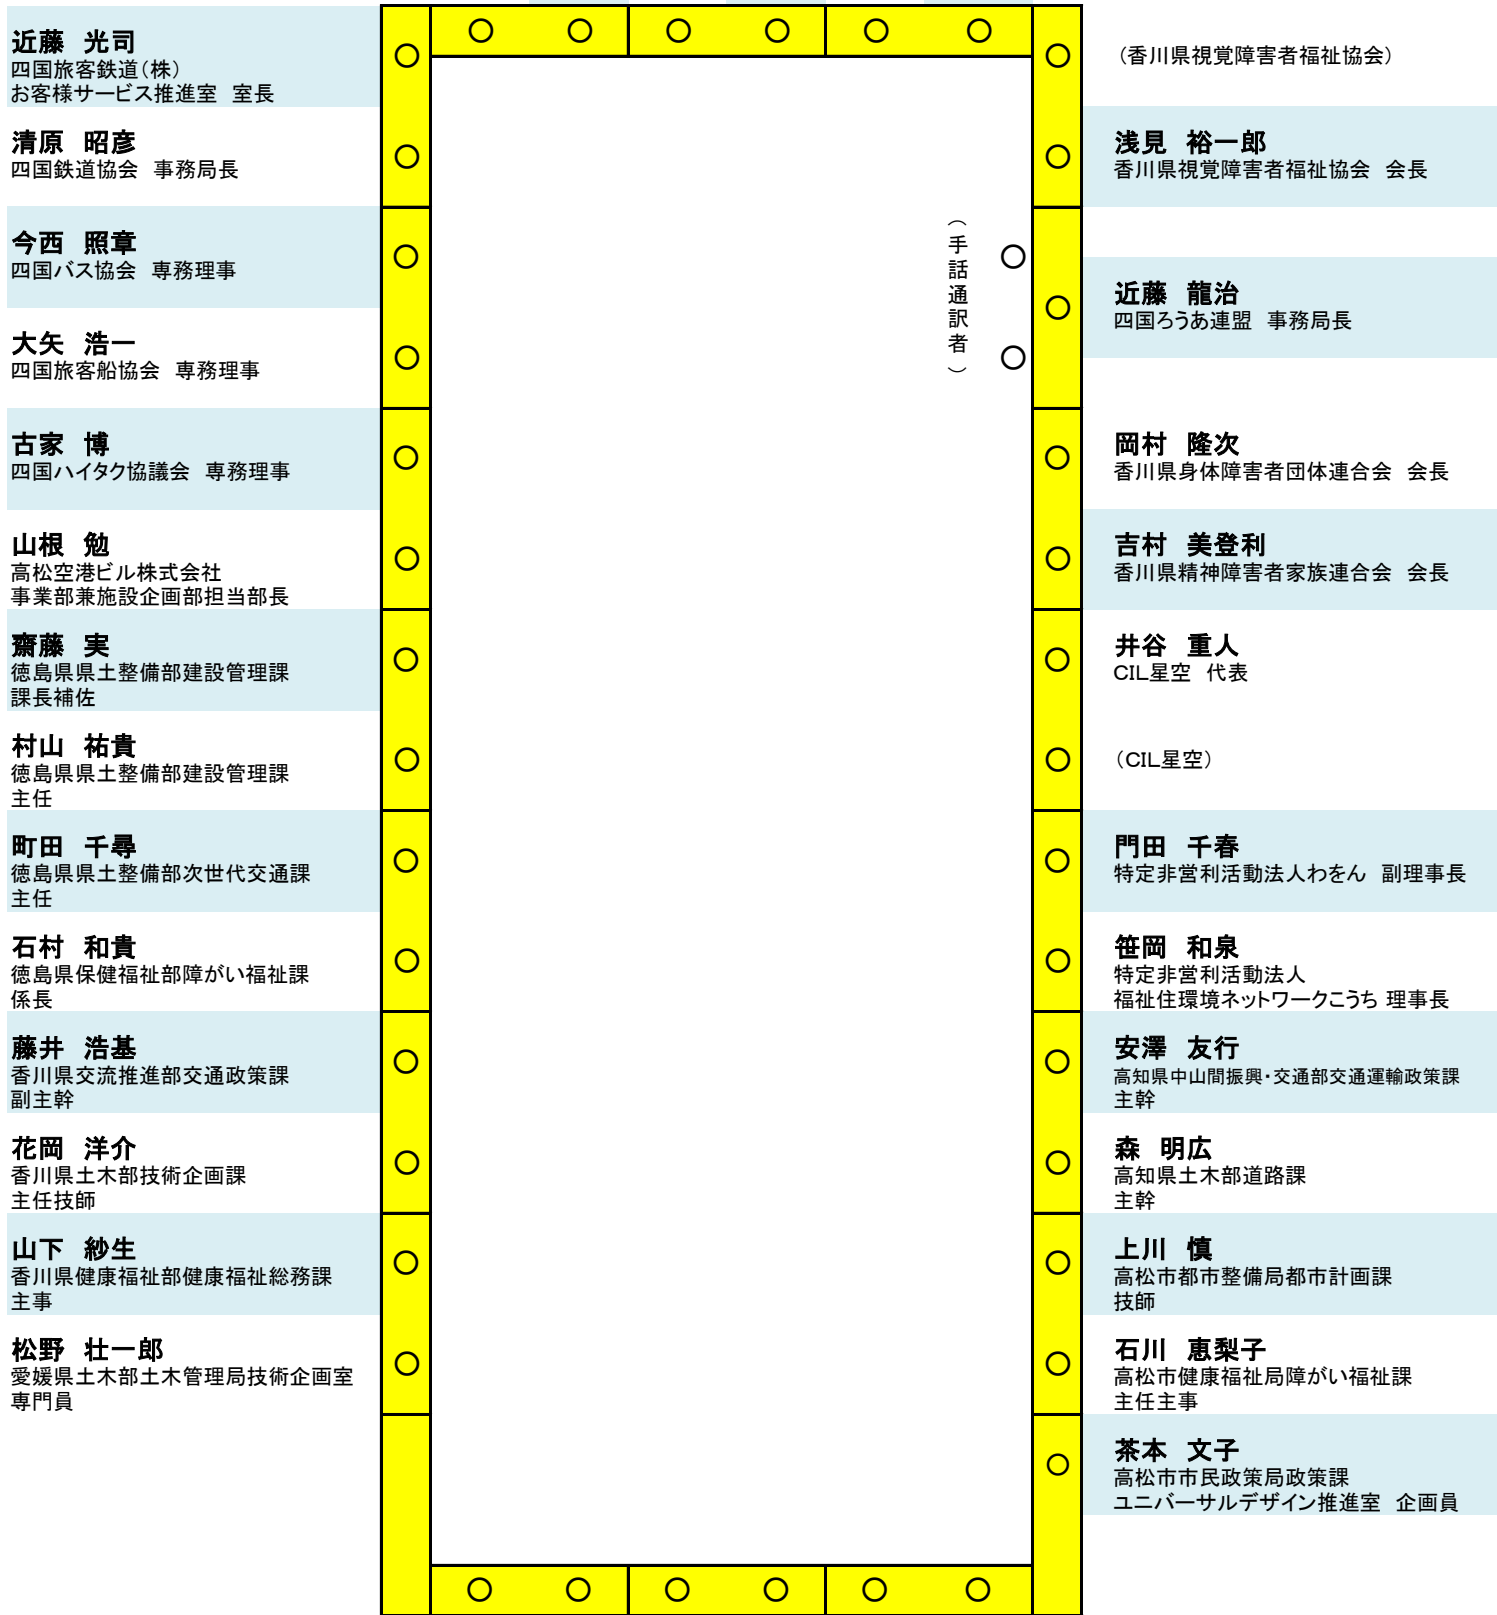 近藤　光司
四国旅客鉄道(株)
お客様サービス推進室　室長
清原　昭彦
四国鉄道協会　事務局長
今西　照章
四国バス協会　専務理事
大矢　浩一
四国旅客船協会　専務理事
古家　博
四国ハイタク協議会　専務理事
山根　勉
高松空港ビル株式会社
事業部兼施設企画部担当部長
齋藤　実
徳島県県土整備部建設管理課
課長補佐
村山　祐貴
徳島県県土整備部建設管理課
主任
町田　千尋
徳島県県土整備部次世代交通課
主任
石村　和貴
徳島県保健福祉部障がい福祉課
係長
藤井　浩基
香川県交流推進部交通政策課
副主幹
花岡　洋介
香川県土木部技術企画課
主任技師
山下　紗生
香川県健康福祉部健康福祉総務課
主事
松野　壮一郎
愛媛県土木部土木管理局技術企画室
専門員
（手話通訳者）
（香川県視覚障害者福祉協会）
浅見　裕一郎
香川県視覚障害者福祉協会　会長
近藤　龍治
四国ろうあ連盟　事務局長
岡村　隆次
香川県身体障害者団体連合会　会長
吉村　美登利
香川県精神障害者家族連合会　会長
井谷　重人
CIL星空　代表
（CIL星空）
門田　千春
特定非営利活動法人わをん　副理事長
笹岡　和泉
特定非営利活動法人
福祉住環境ネットワークこうち 理事長
安澤　友行
高知県中山間振興・交通部交通運輸政策課
主幹
森　明広
高知県土木部道路課
主幹
上川　慎
高松市都市整備局都市計画課
技師
石川　恵梨子
高松市健康福祉局障がい福祉課
主任主事
茶本　文子
高松市市民政策局政策課
ユニバーサルデザイン推進室　企画員